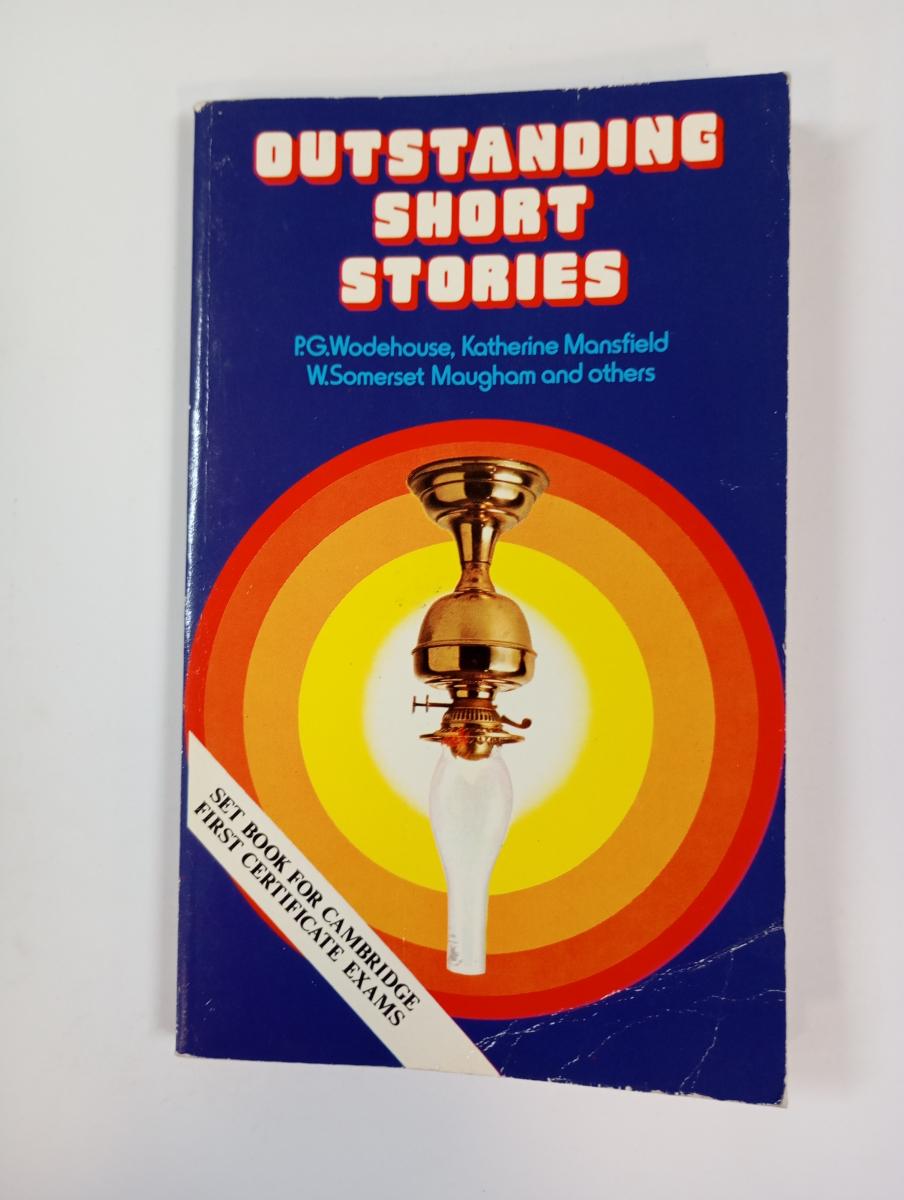 OUTSTANDING
SHORT
STORIES
P.G.Wodehouse, Katherine Mansfield
W.Somerset Maugham and others
SET BOOK FOR CAMBRIDGE
FIRST CERTIFICATE EXAMS